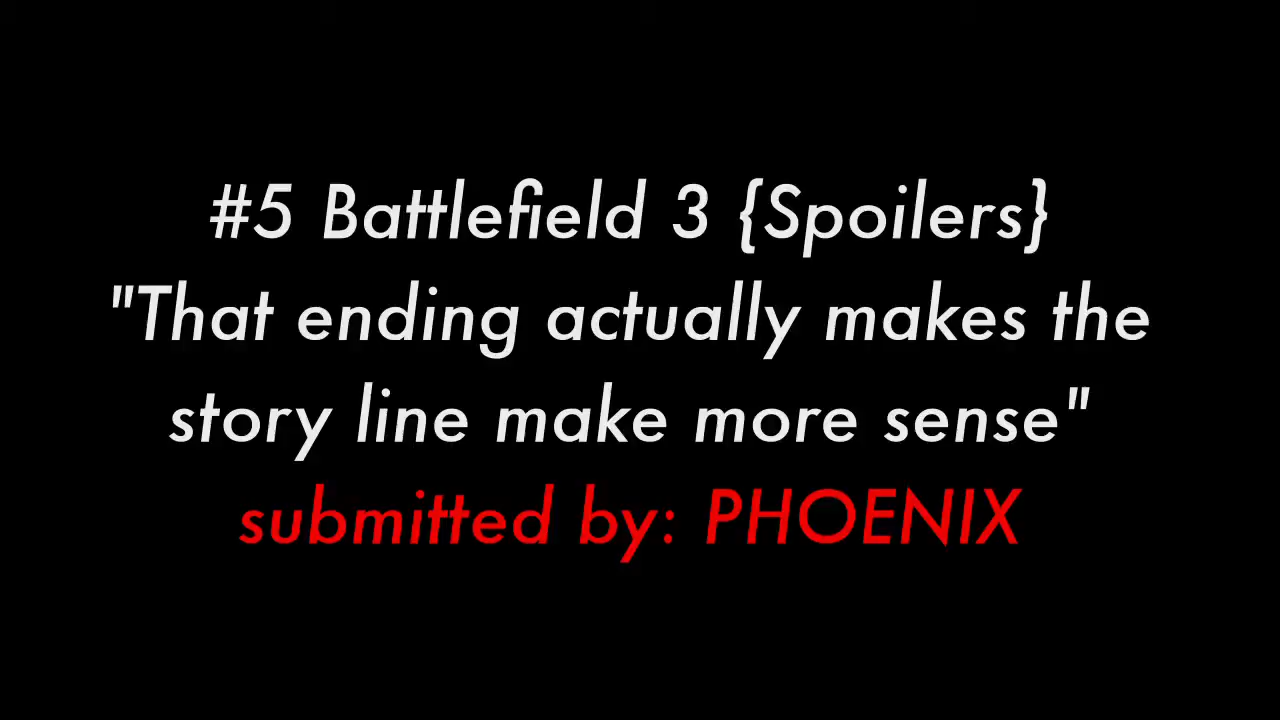 #5 Battlefield 3 {Spoilers}
"That ending actually makes the
story line make more sense"
submitted by: PHOENIX